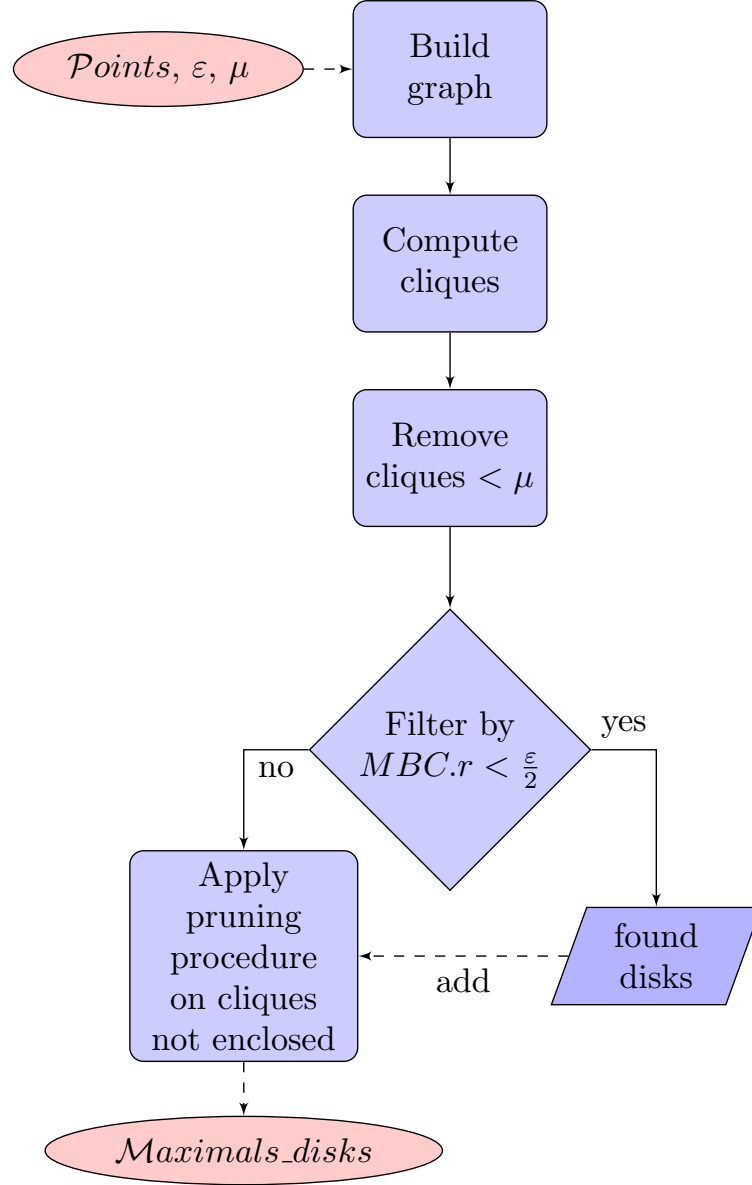 𝒫oints, ε, μ
Build
graph
Compute
cliques
Remove
cliques < μ
Filter by
MBC.r < ε/2
yes
no
Apply
pruning
procedure
on cliques
not enclosed
found
disks
add
ℳaximals_disks